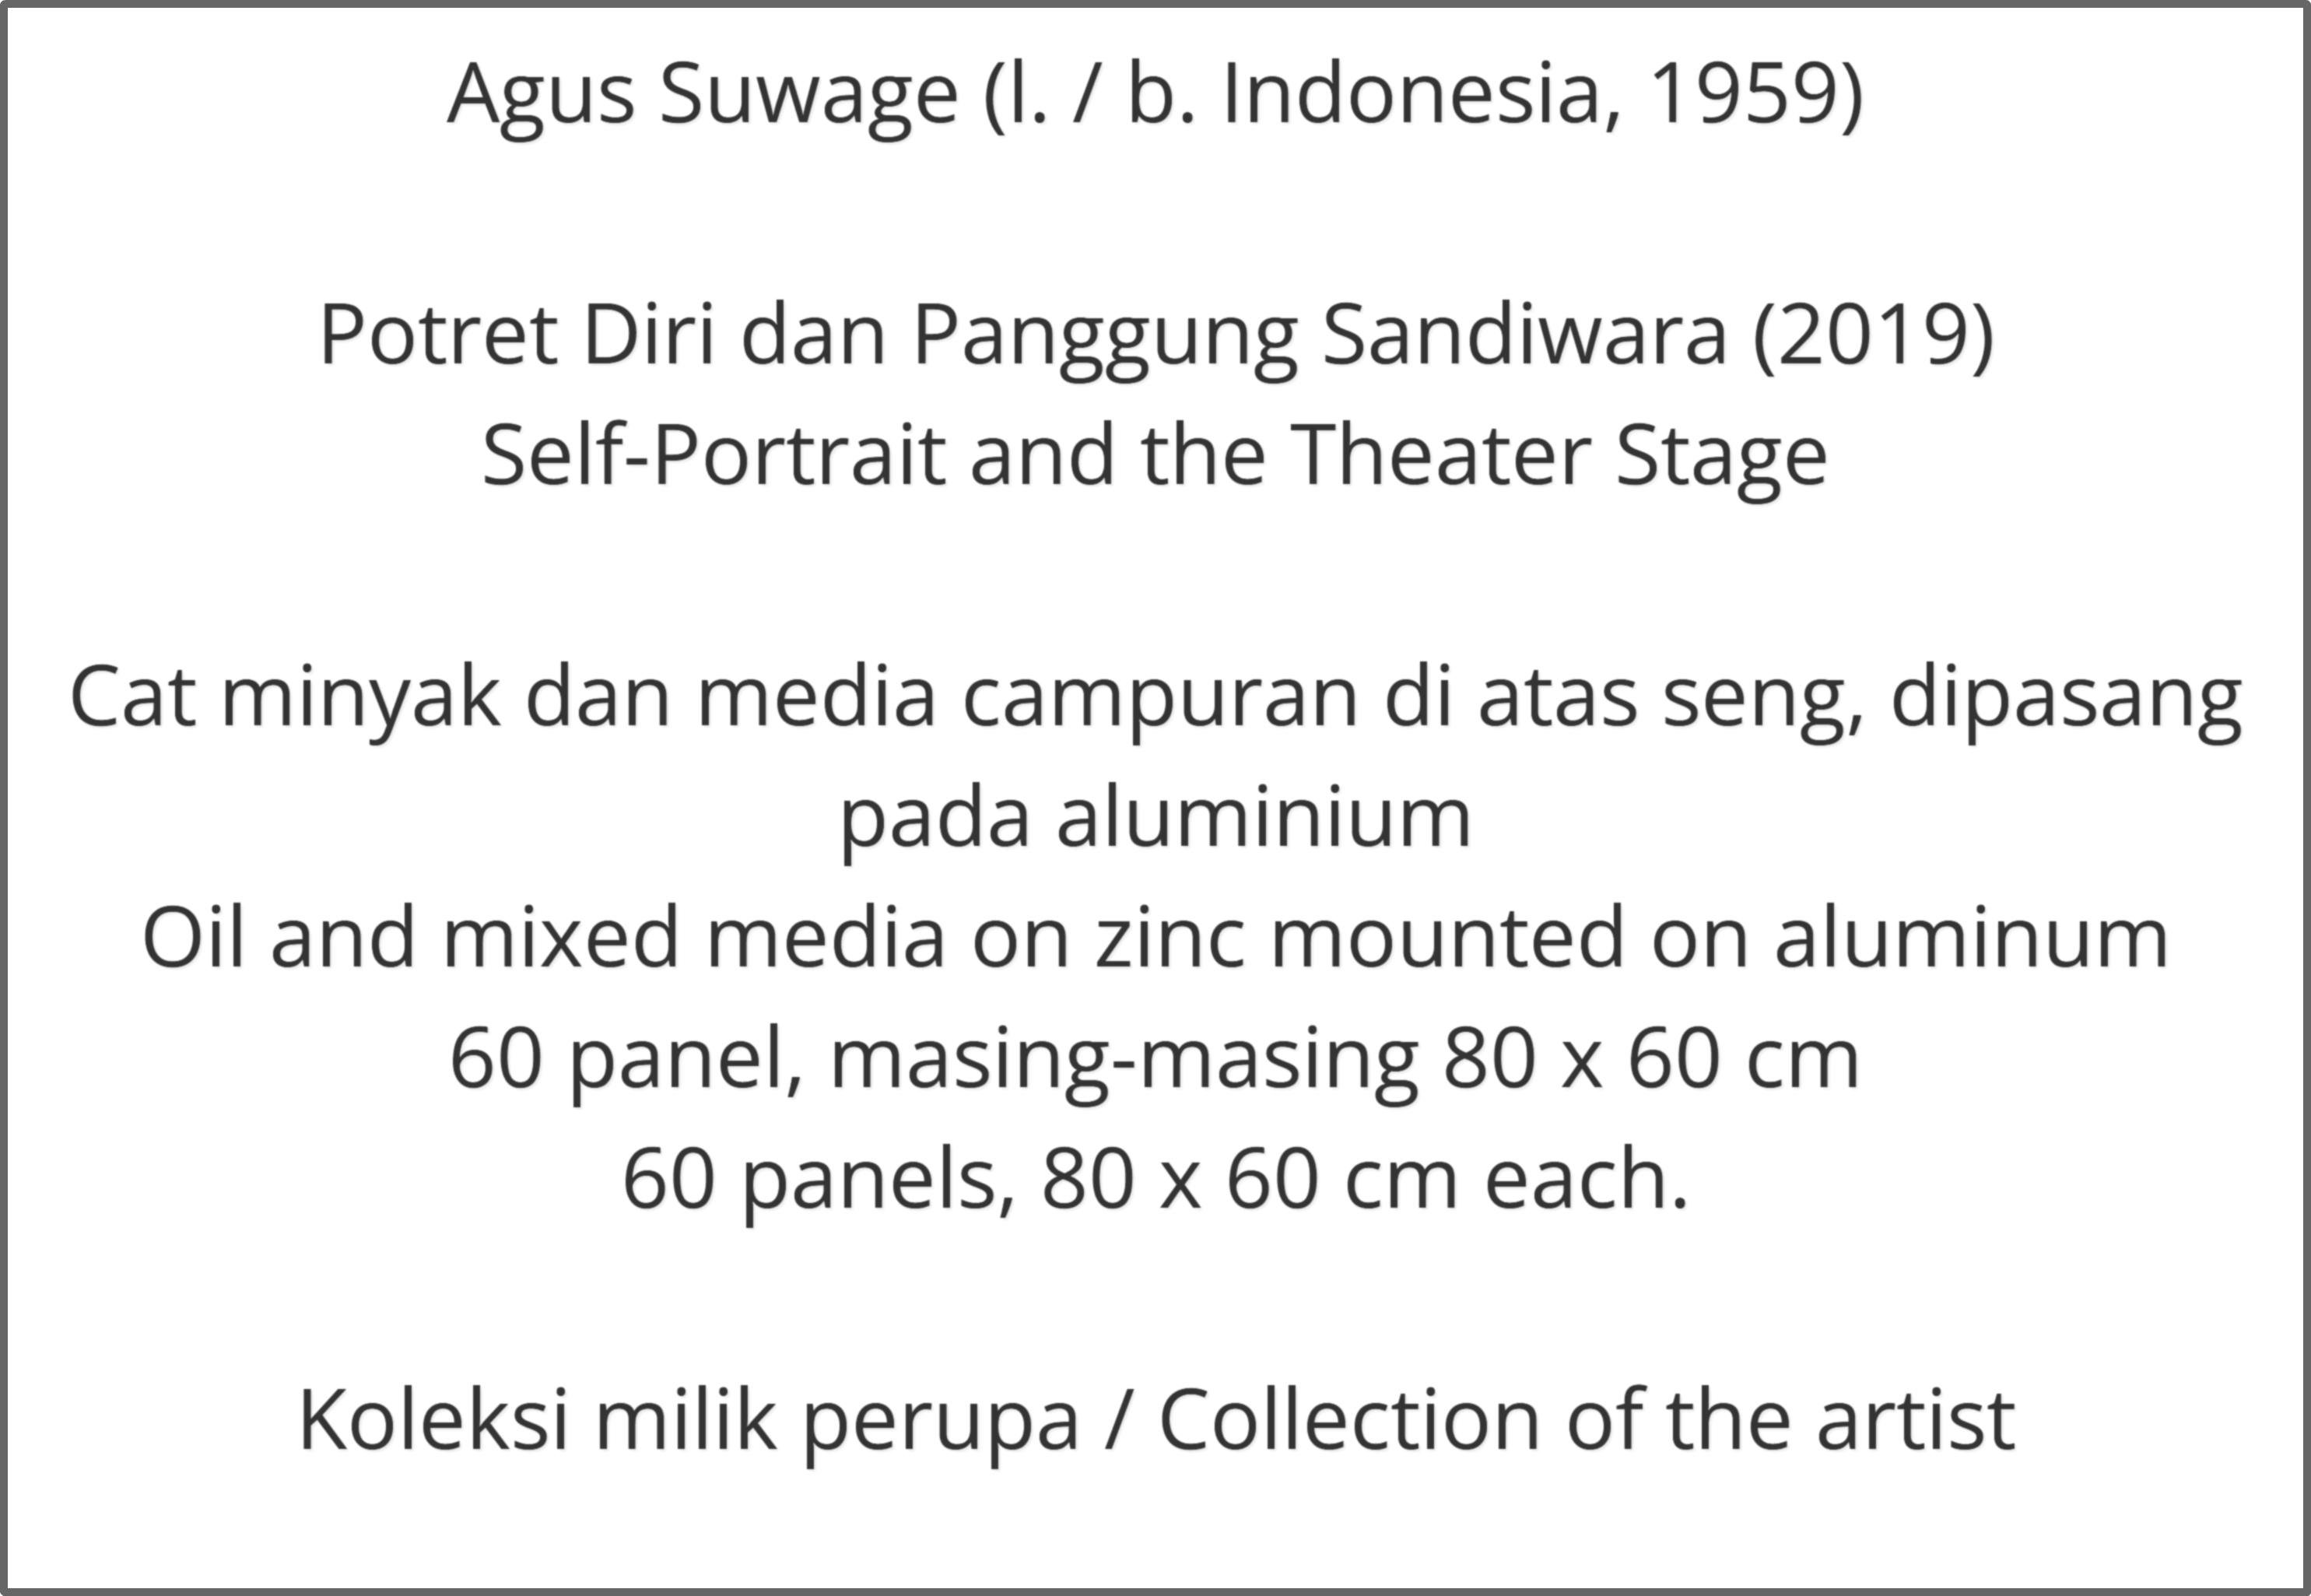 Agus Suwage (l. / b. Indonesia, 1959)
Potret Diri dan Panggung Sandiwara (2019)
Self-Portrait and the Theater Stage
Cat minyak dan media campuran di atas seng, dipasang
pada aluminium
Oil and mixed media on zinc mounted on aluminum
60 panel, masing-masing 80 x 60 cm
60 panels, 80 x 60 cm each.
Koleksi milik perupa / Collection of the artist